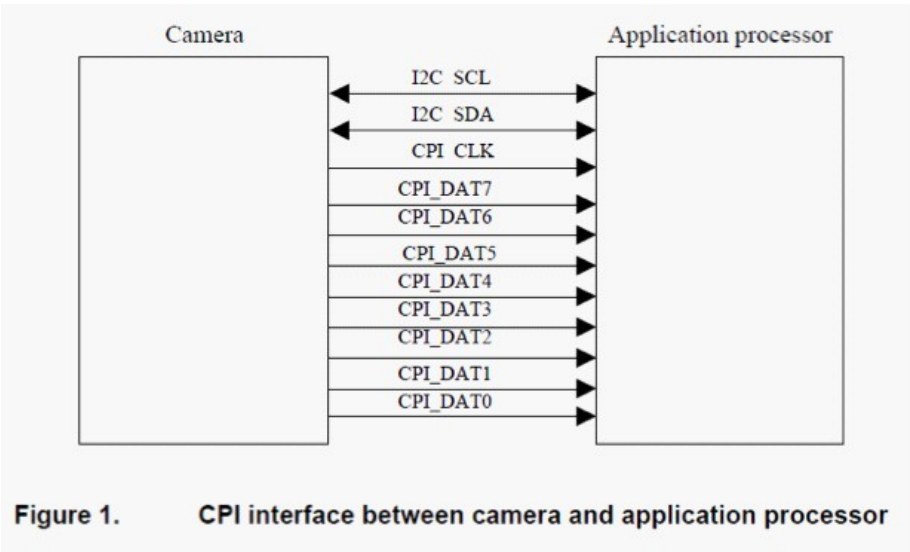 Camera
Application processor
I2C SCL
I2C SDA
CPI CLK
CPI_DAT7
CPI_DAT6
CPI_DAT5
CPI_DAT4
CPI_DAT3
CPI_DAT2
CPI_DAT1
CPI_DAT0
Figure 1. CPI interface between camera and application processor